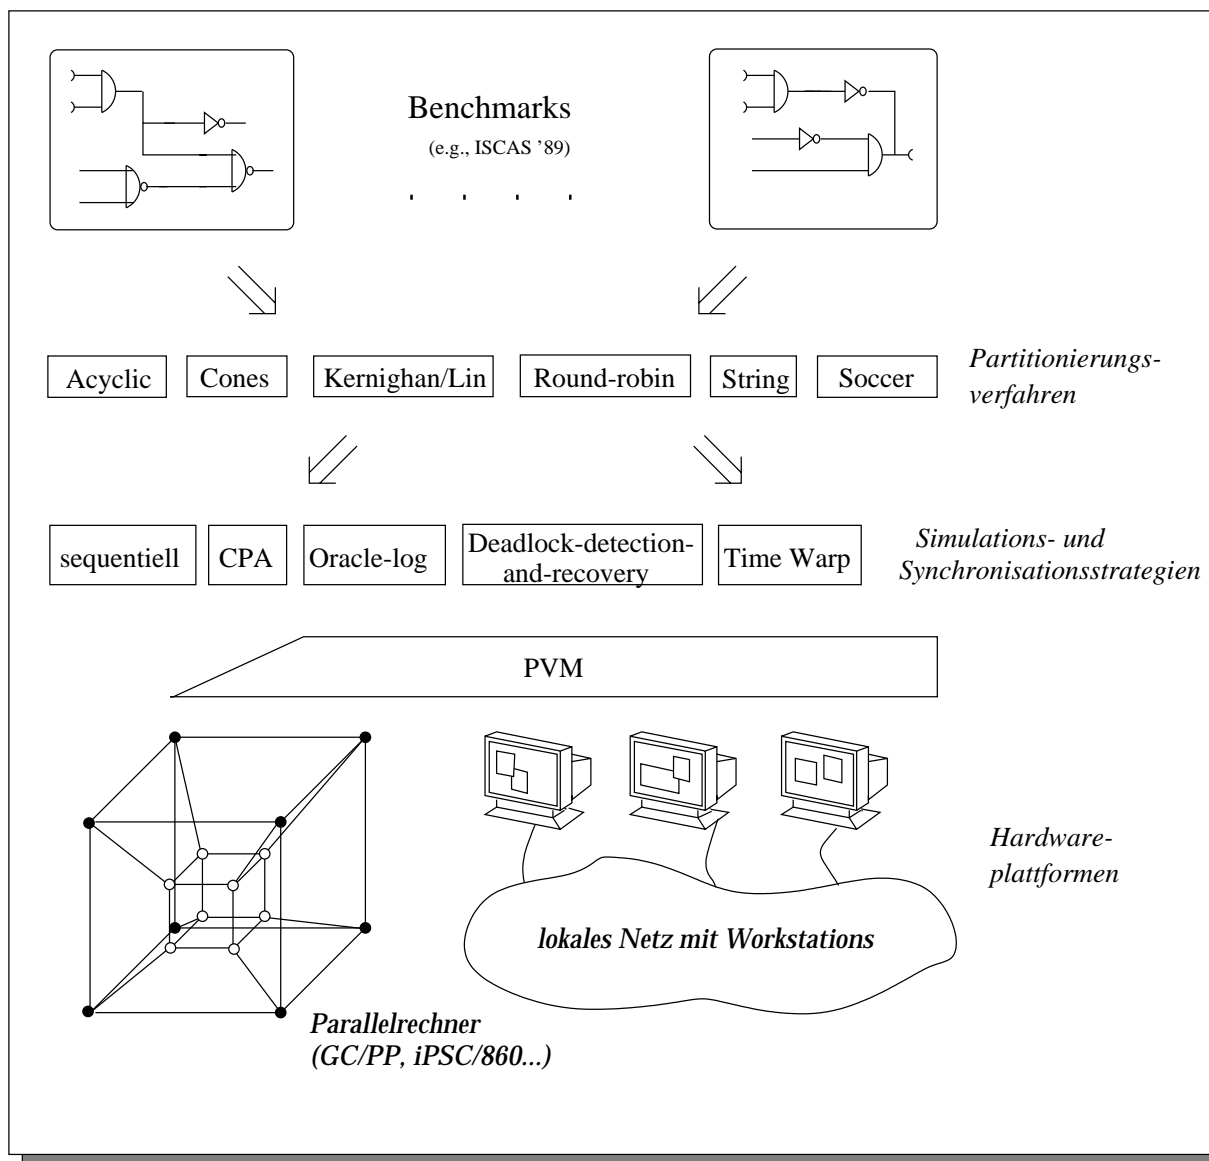 Benchmarks
(e.g., ISCAS '89)
Acyclic
Cones
Kernighan/Lin
Round-robin
String
Soccer
Partitionierungs-
verfahren
sequentiell
CPA
Oracle-log
Deadlock-detection-
and-recovery
Time Warp
Simulations- und
Synchronisationsstrategien
PVM
Hardware-
plattformen
lokales Netz mit Workstations
Parallelrechner
(GC/PP, iPSC/860...)